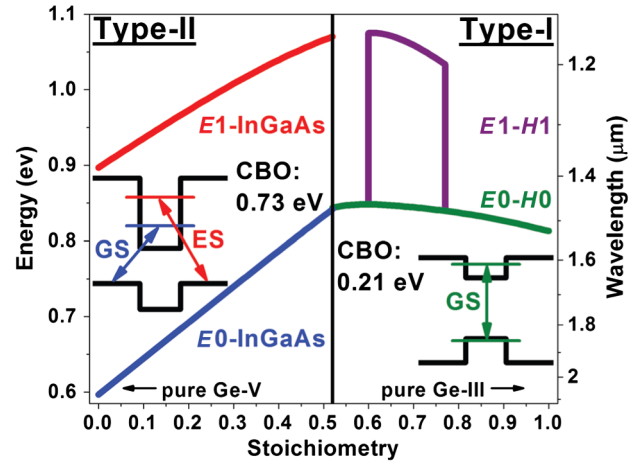 Type-II
Type-I
E1-InGaAs
E1-H1
CBO:
0.73 eV
E0-H0
GS
ES
CBO:
0.21 eV
GS
E0-InGaAs
pure Ge-V
pure Ge-III
Energy (ev)
1.1
1.0
0.9
0.8
0.7
0.6
Wavelength (μm)
1.2
1.4
1.6
1.8
2
0.0 0.1 0.2 0.3 0.4 0.5 0.6 0.7 0.8 0.9 1.0
Stoichiometry